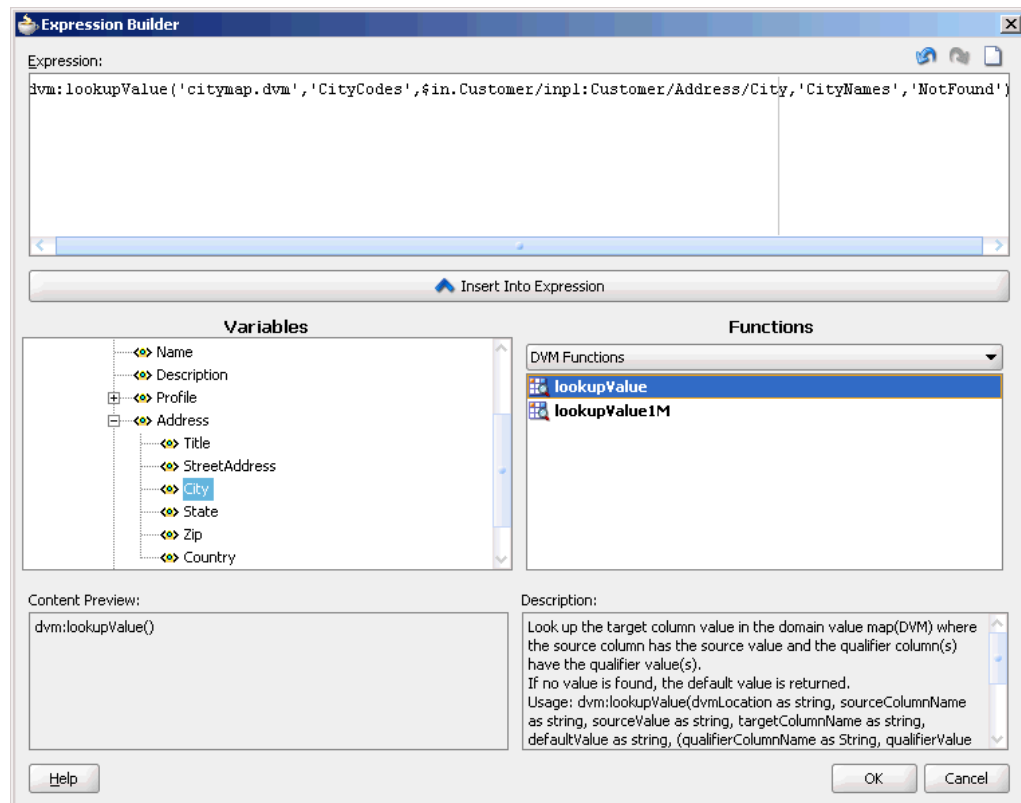 Expression Builder
Expression:
dvm:lookupValue('citymap.dvm','CityCodes',$in.Customer/inp1:Customer/Address/City,'CityNames','NotFound')
Insert Into Expression
Variables
Name
Description
Profile
Address
Title
StreetAddress
City
State
Zip
Country
Functions
DVM Functions
lookupValue
lookupValue1M
Content Preview:
dvm:lookupValue()
Description:
Look up the target column value in the domain value map(DVM) where
the source column has the source value and the qualifier column(s)
have the qualifier value(s).
If no value is found, the default value is returned.
Usage: dvm:lookupValue(dvmLocation as string, sourceColumnName
as string, sourceValue as string, targetColumnName as string,
defaultValue as string, (qualifierColumnName as String, qualifierValue
Help
OK
Cancel